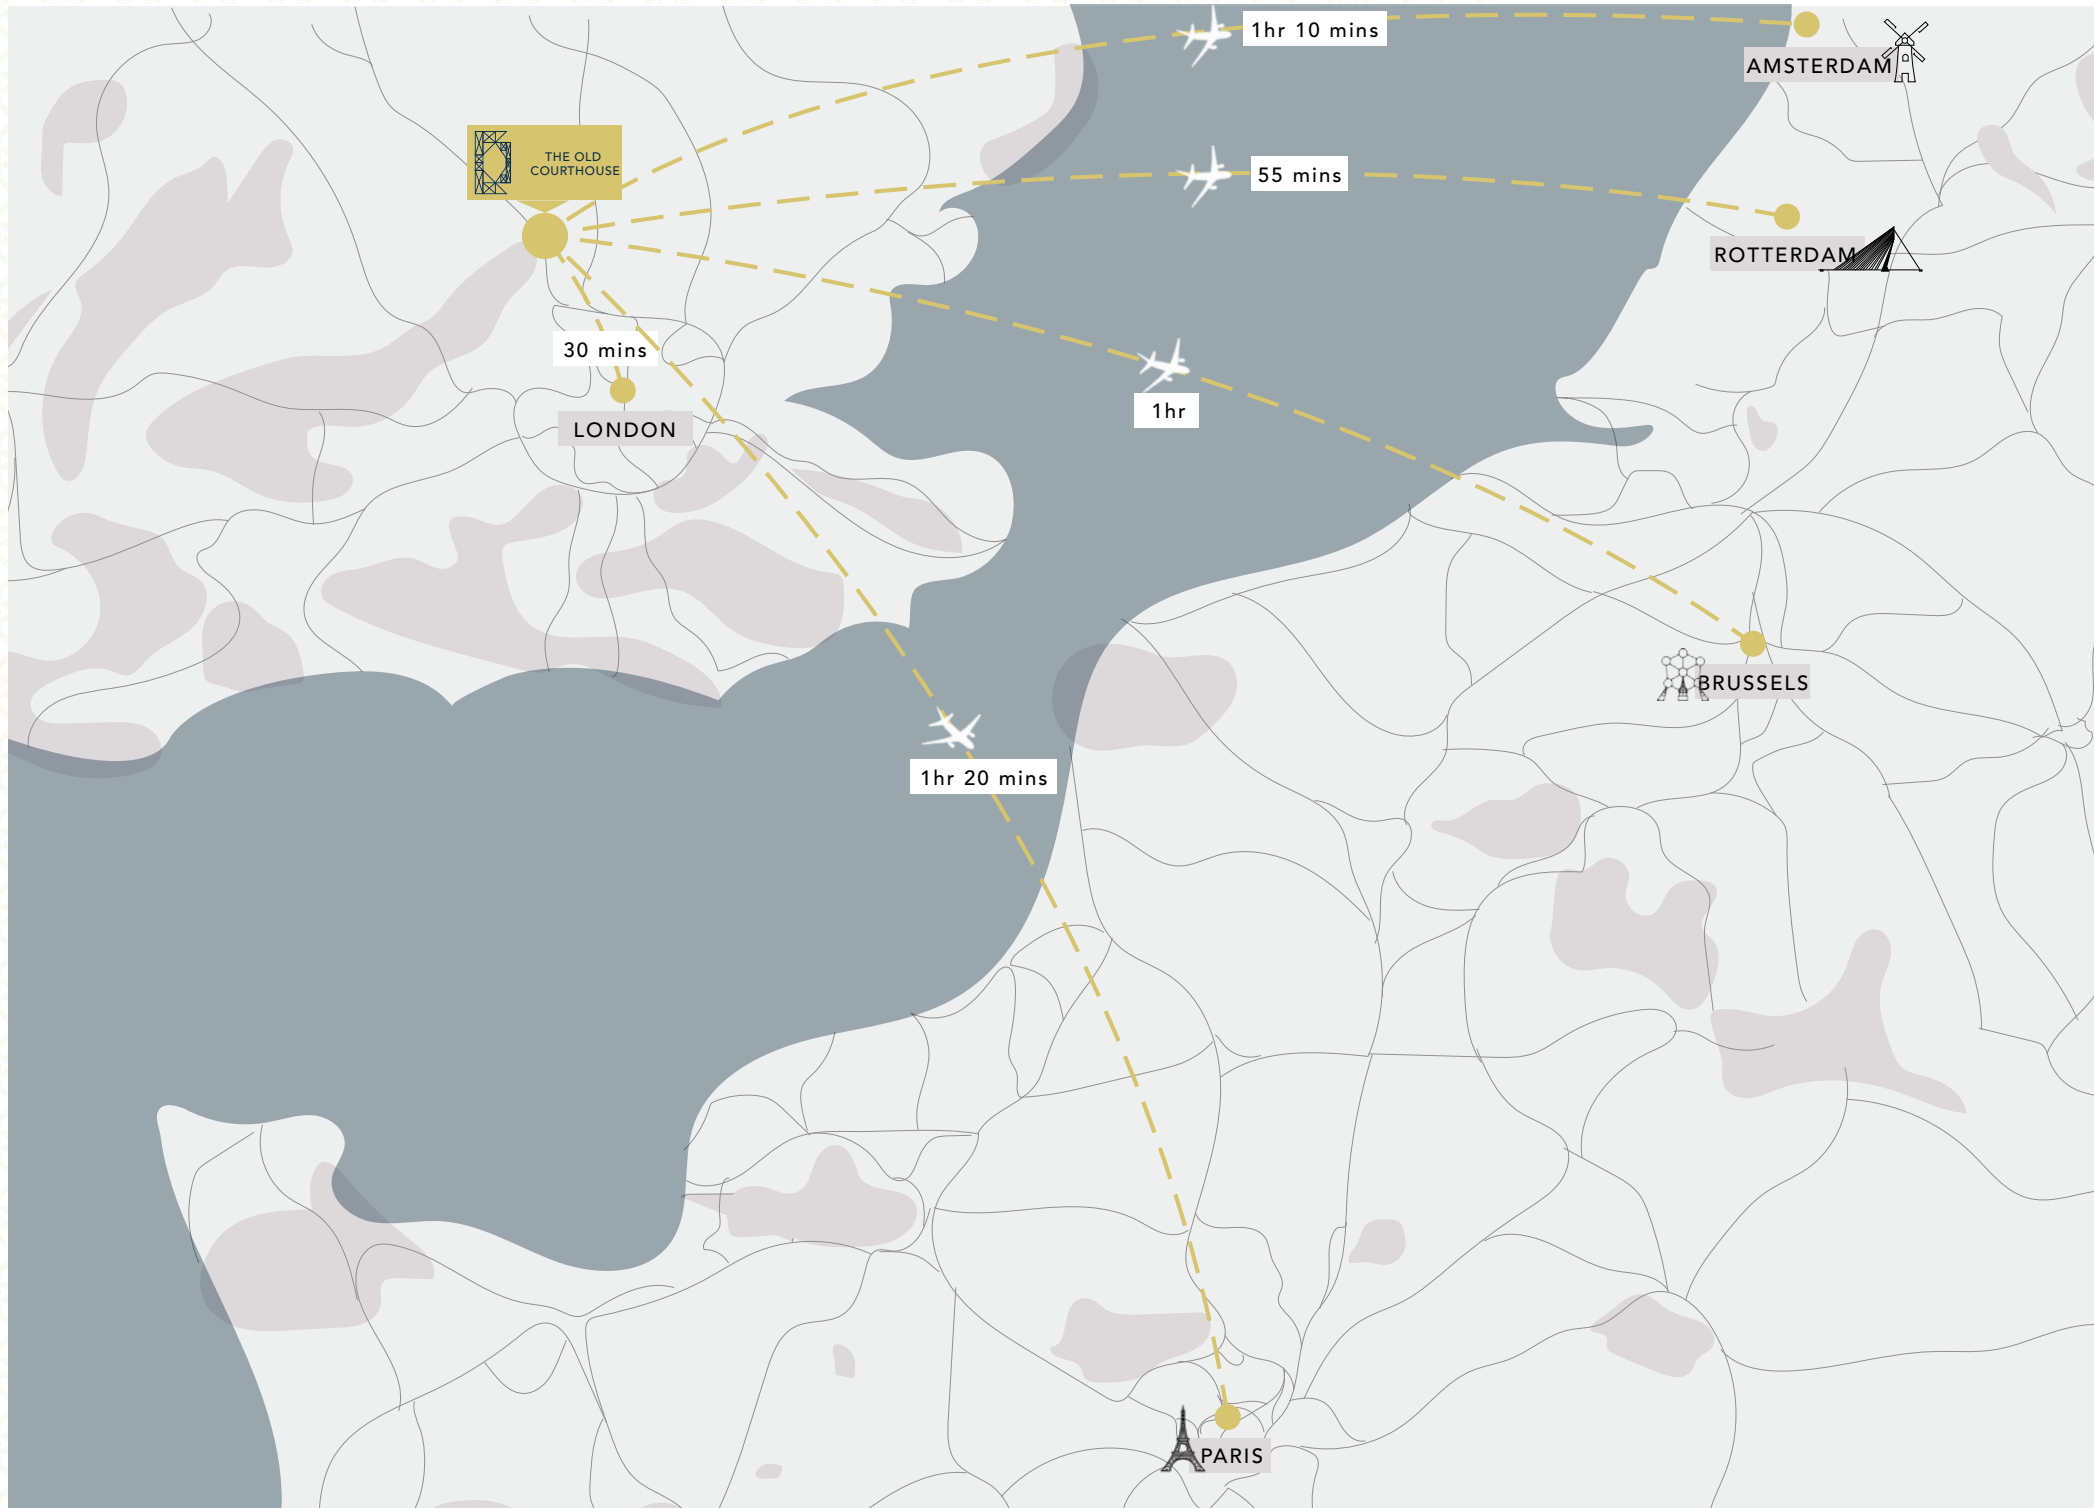 1hr 10 mins
AMSTERDAM
THE OLD
COURTHOUSE
55 mins
ROTTERDAM
30 mins
LONDON
1hr
BRUSSELS
1hr 20 mins
PARIS